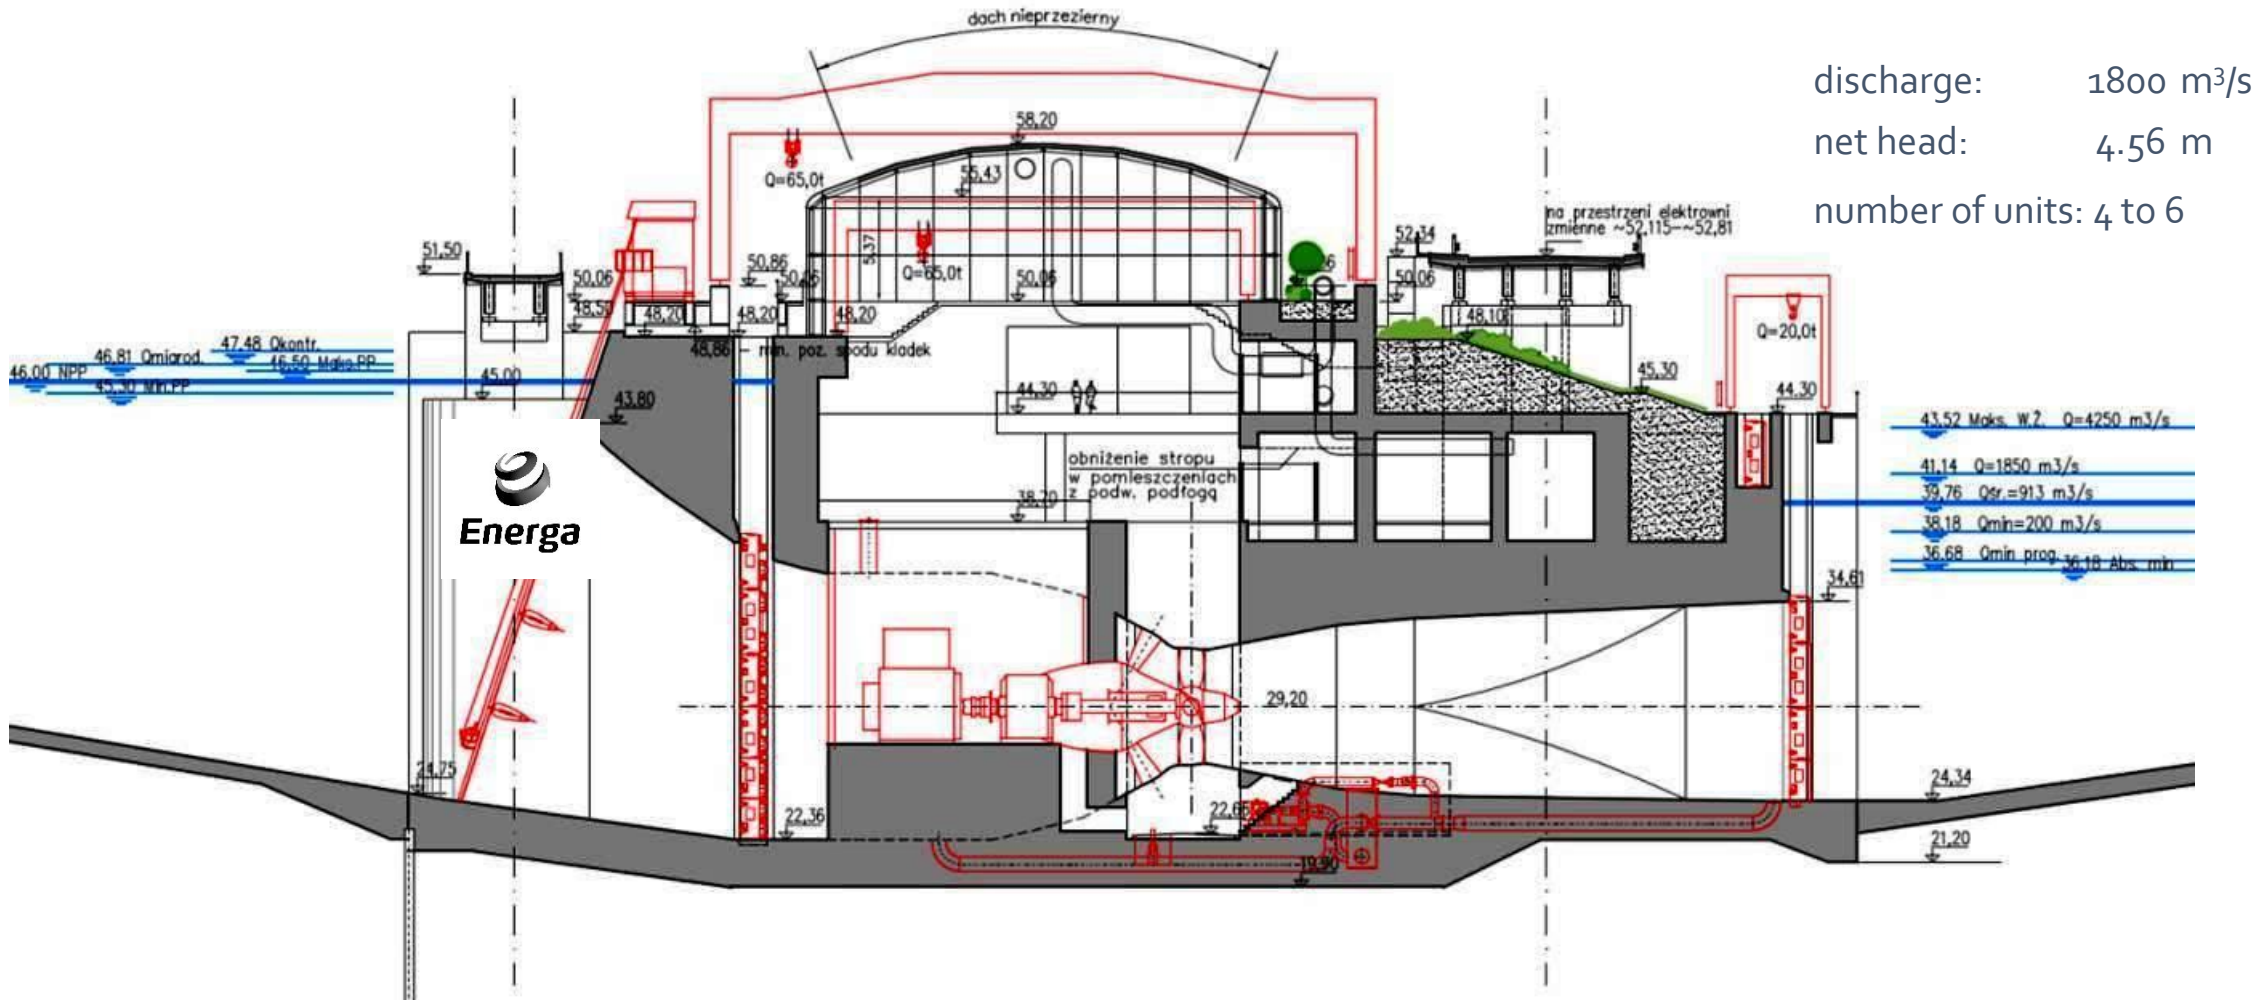 dach nieprzezierny
discharge: 1800 m³/s
net head: 4.56 m
number of units: 4 to 6
58,20
Q=65,0t
55,43
5,37
Q=65,0t
na przestrzeni elektrowni
zmienne ~52,115-~52,81
52,34
51,50
50,86
50,06
50,06
50,06
50,06
48,50
48,20
48,20
48,20
48,10
Q=20,0t
48,86 - min. poz. spodu kładek
47,48 Qkontr.
46,81 Qmiarod.
46,50 Maks.PP
46,00 NPP
45,30 Min.PP
45,00
43,80
44,30
45,30
44,30
43,52 Maks. W.Ż. Q=4250 m3/s
41,14 Q=1850 m3/s
39,76 Qśr.=913 m3/s
38,18 Qmin=200 m3/s
36,68 Qmin prog.
36,18 Abs. min
obniżenie stropu
w pomieszczeniach
z podw. podłogą
38,70
Energa
34,61
29,20
24,75
24,34
22,36
22,66
21,20
19,90